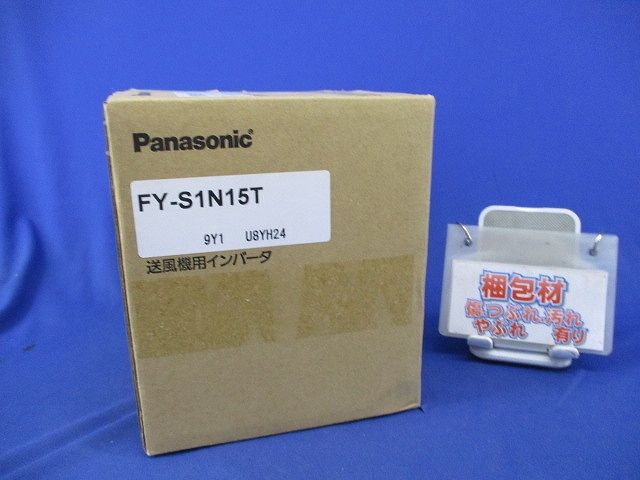 Panasonic
FY-S1N15T
9Y1 U8YH24
送風機用インバータ
梱包材
傷つぶれ汚れ
やぶれ 有り